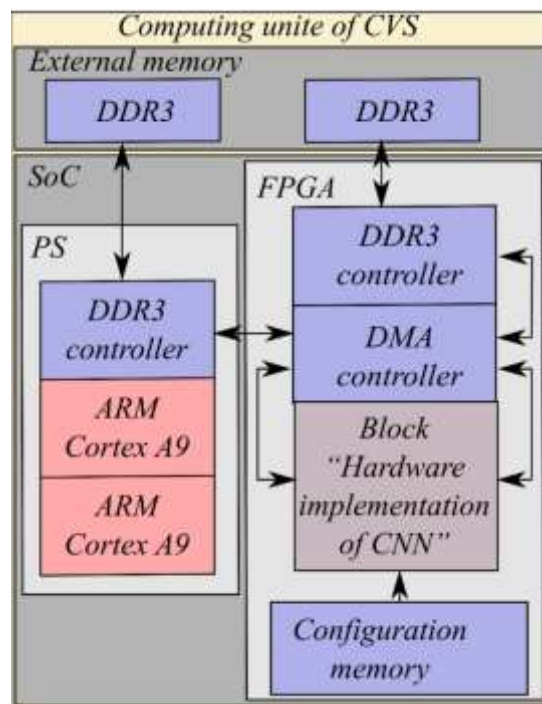 Computing unite of CVS
External memory
DDR3
DDR3
SoC
FPGA
PS
DDR3
controller
DDR3
controller
DMA
controller
ARM
Cortex A9
ARM
Cortex A9
Block
“Hardware
implementation
of CNN”
Configuration
memory